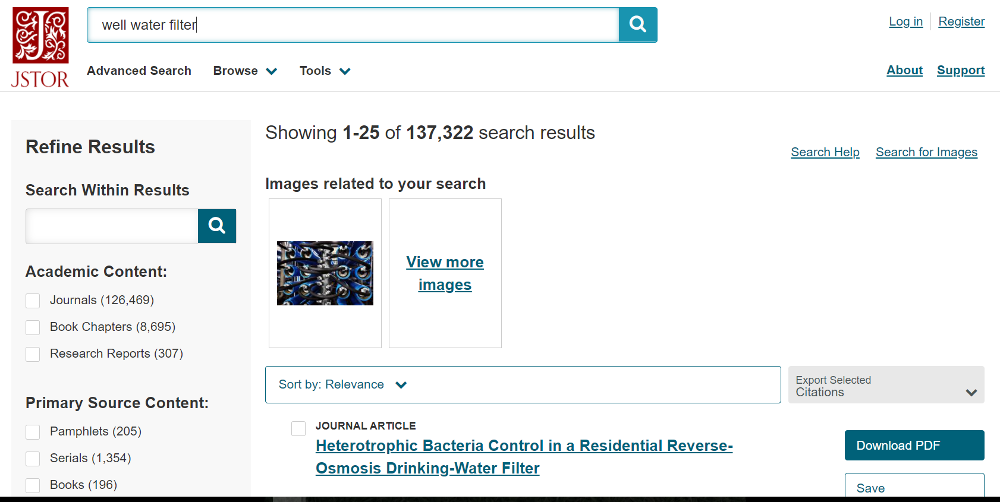 JSTOR
well water filter
Log in
Register
Advanced Search
Browse
Tools
About
Support
Refine Results
Search Within Results
Academic Content:
Journals (126,469)
Book Chapters (8,695)
Research Reports (307)
Primary Source Content:
Pamphlets (205)
Serials (1,354)
Books (196)
Showing 1-25 of 137,322 search results
Search Help
Search for Images
Images related to your search
View more
images
Sort by: Relevance
Export Selected
Citations
JOURNAL ARTICLE
Heterotrophic Bacteria Control in a Residential Reverse-
Osmosis Drinking-Water Filter
Download PDF
Save